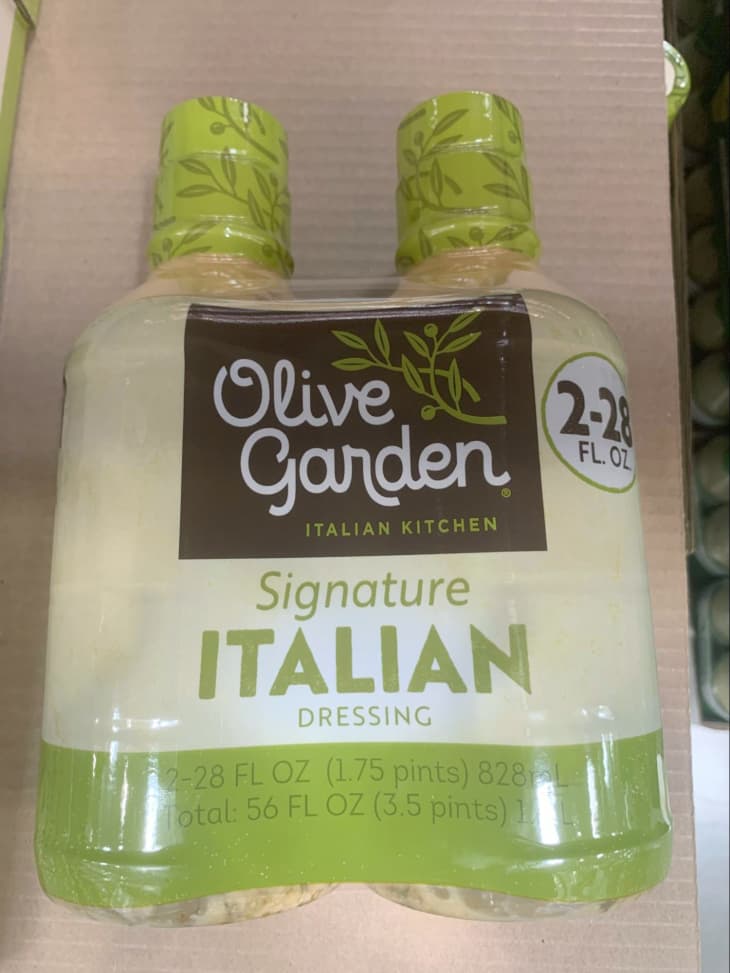 Olive
Garden®
ITALIAN KITCHEN
2-28
FL. OZ.
Signature
ITALIAN
DRESSING
2-28 FL OZ (1.75 pints) 828mL
Total: 56 FL OZ (3.5 pints)